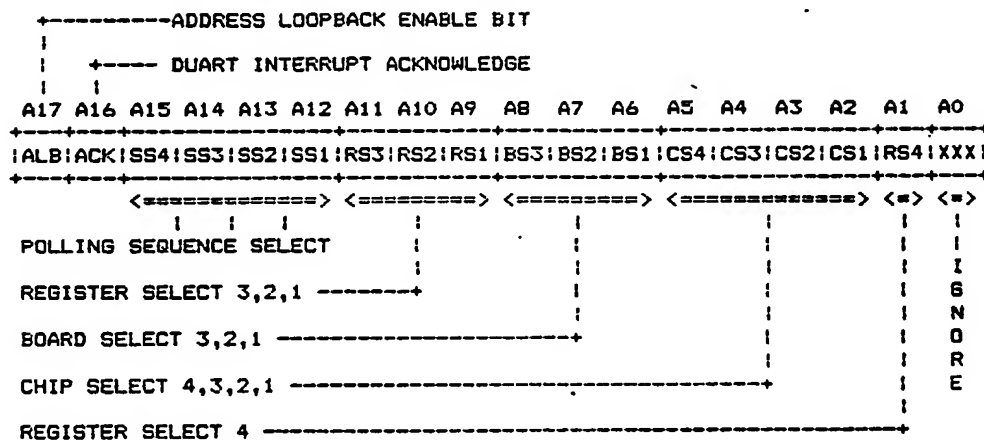 +----------ADDRESS LOOPBACK ENABLE BIT
+---- DUART INTERRUPT ACKNOWLEDGE
A17 A16 A15 A14 A13 A12 A11 A10 A9 A8 A7 A6 A5 A4 A3 A2 A1 A0
|ALB|ACK|SS4|SS3|SS2|SS1|RS3|RS2|RS1|BS3|BS2|BS1|CS4|CS3|CS2|CS1|RS4|XXX|
<=============> <=========> <=========> <=============> <=> <=>
POLLING SEQUENCE SELECT
REGISTER SELECT 3,2,1 -------+
BOARD SELECT 3,2,1 ---------------------+
CHIP SELECT 4,3,2,1 --------------------------------+
REGISTER SELECT 4 --------------------------------------------+
IGNORE